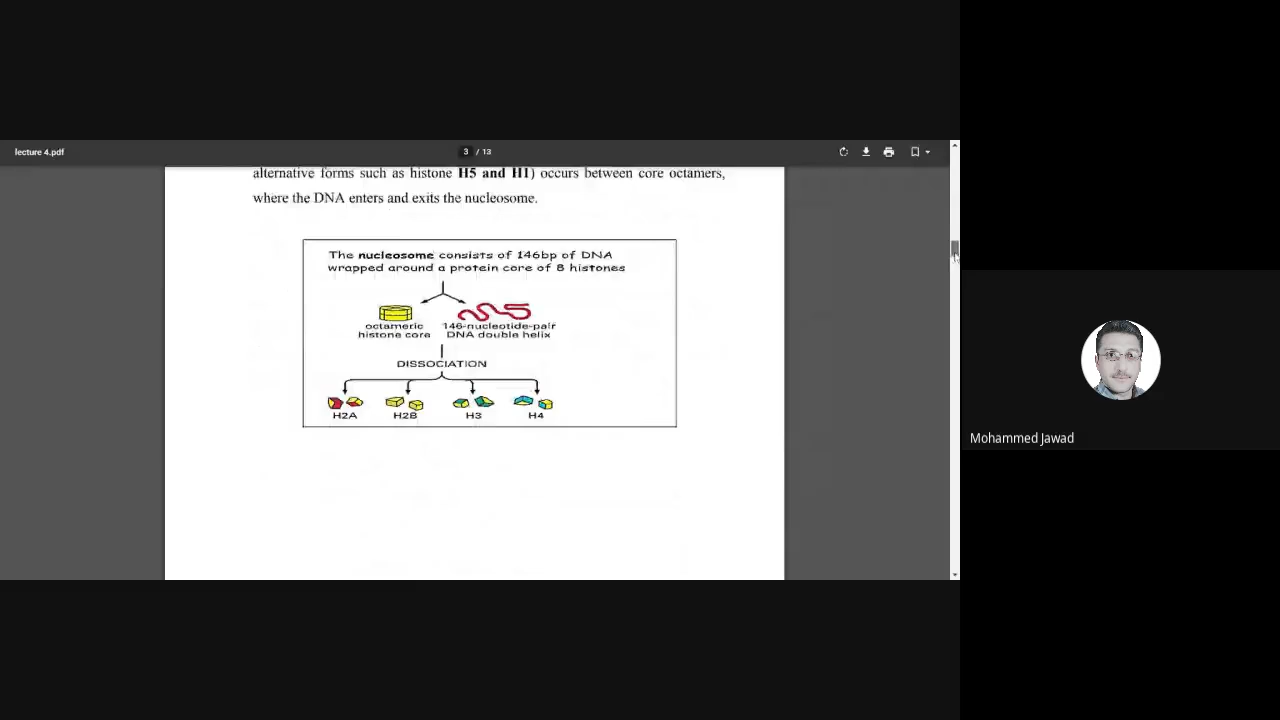 lecture 4.pdf
3 / 13
alternative forms such as histone H5 and H1) occurs between core octamers,
where the DNA enters and exits the nucleosome.
The nucleosome consists of 146bp of DNA
wrapped around a protein core of 8 histones
octameric
histone core
146-nucleotide-pair
DNA double helix
DISSOCIATION
H2A H2B H3 H4
Mohammed Jawad